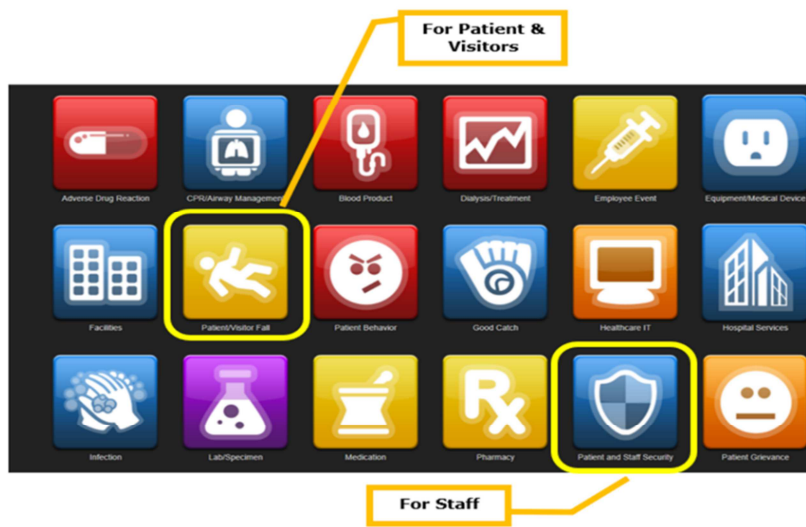 For Patient &
Visitors
Adverse Drug Reaction
CPR/Airway Management
Blood Product
Dialysis/Treatment
Employee Event
Equipment/Medical Device
Facilities
Patient/Visitor Fall
Patient Behavior
Good Catch
Healthcare IT
Hospital Services
Infection
Lab/Specimen
Medication
Rx
Pharmacy
Patient and Staff Security
Patient Grievance
For Staff